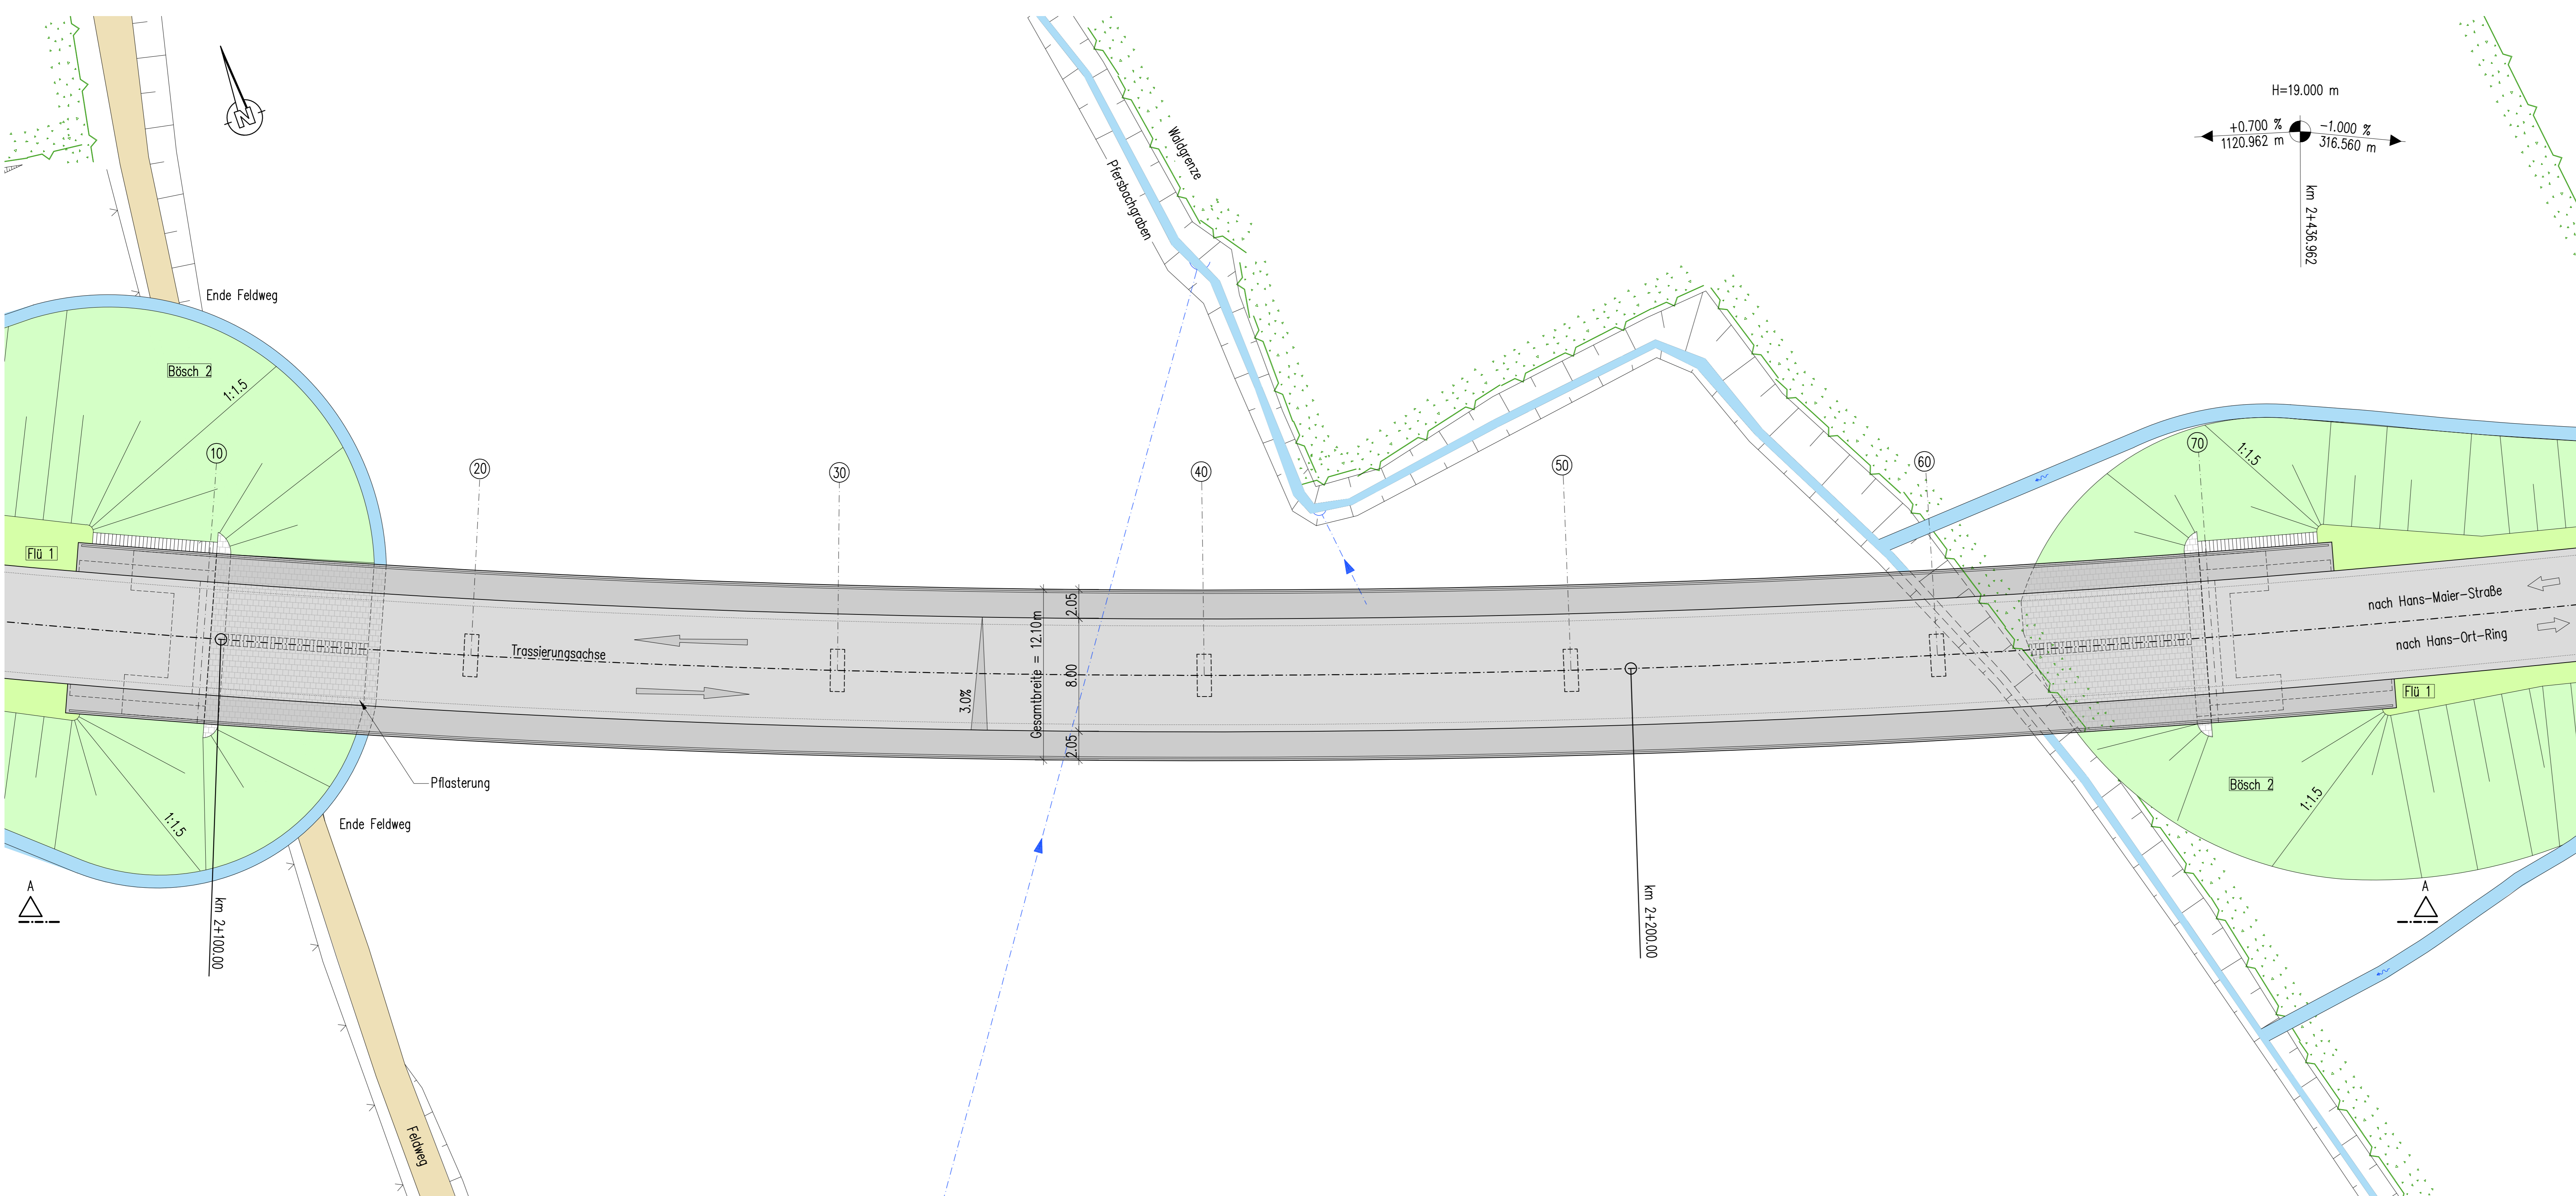 N
H=19.000 m
+0.700 %
1120.962 m
-1.000 %
316.560 m
km 2+436.962
Waldgrenze
Pfersbachgraben
Ende Feldweg
Bösch 2
1:1.5
10
20
30
40
50
60
70
1:1.5
Flü 1
Trassierungsachse
3.0%
Gesamtbreite = 12.10m
2.05
8.00
2.05
nach Hans-Maier-Straße
nach Hans-Ort-Ring
Flü 1
Pflasterung
Bösch 2
1:1.5
1:1.5
Ende Feldweg
A
A
km 2+100.00
km 2+200.00
Feldweg